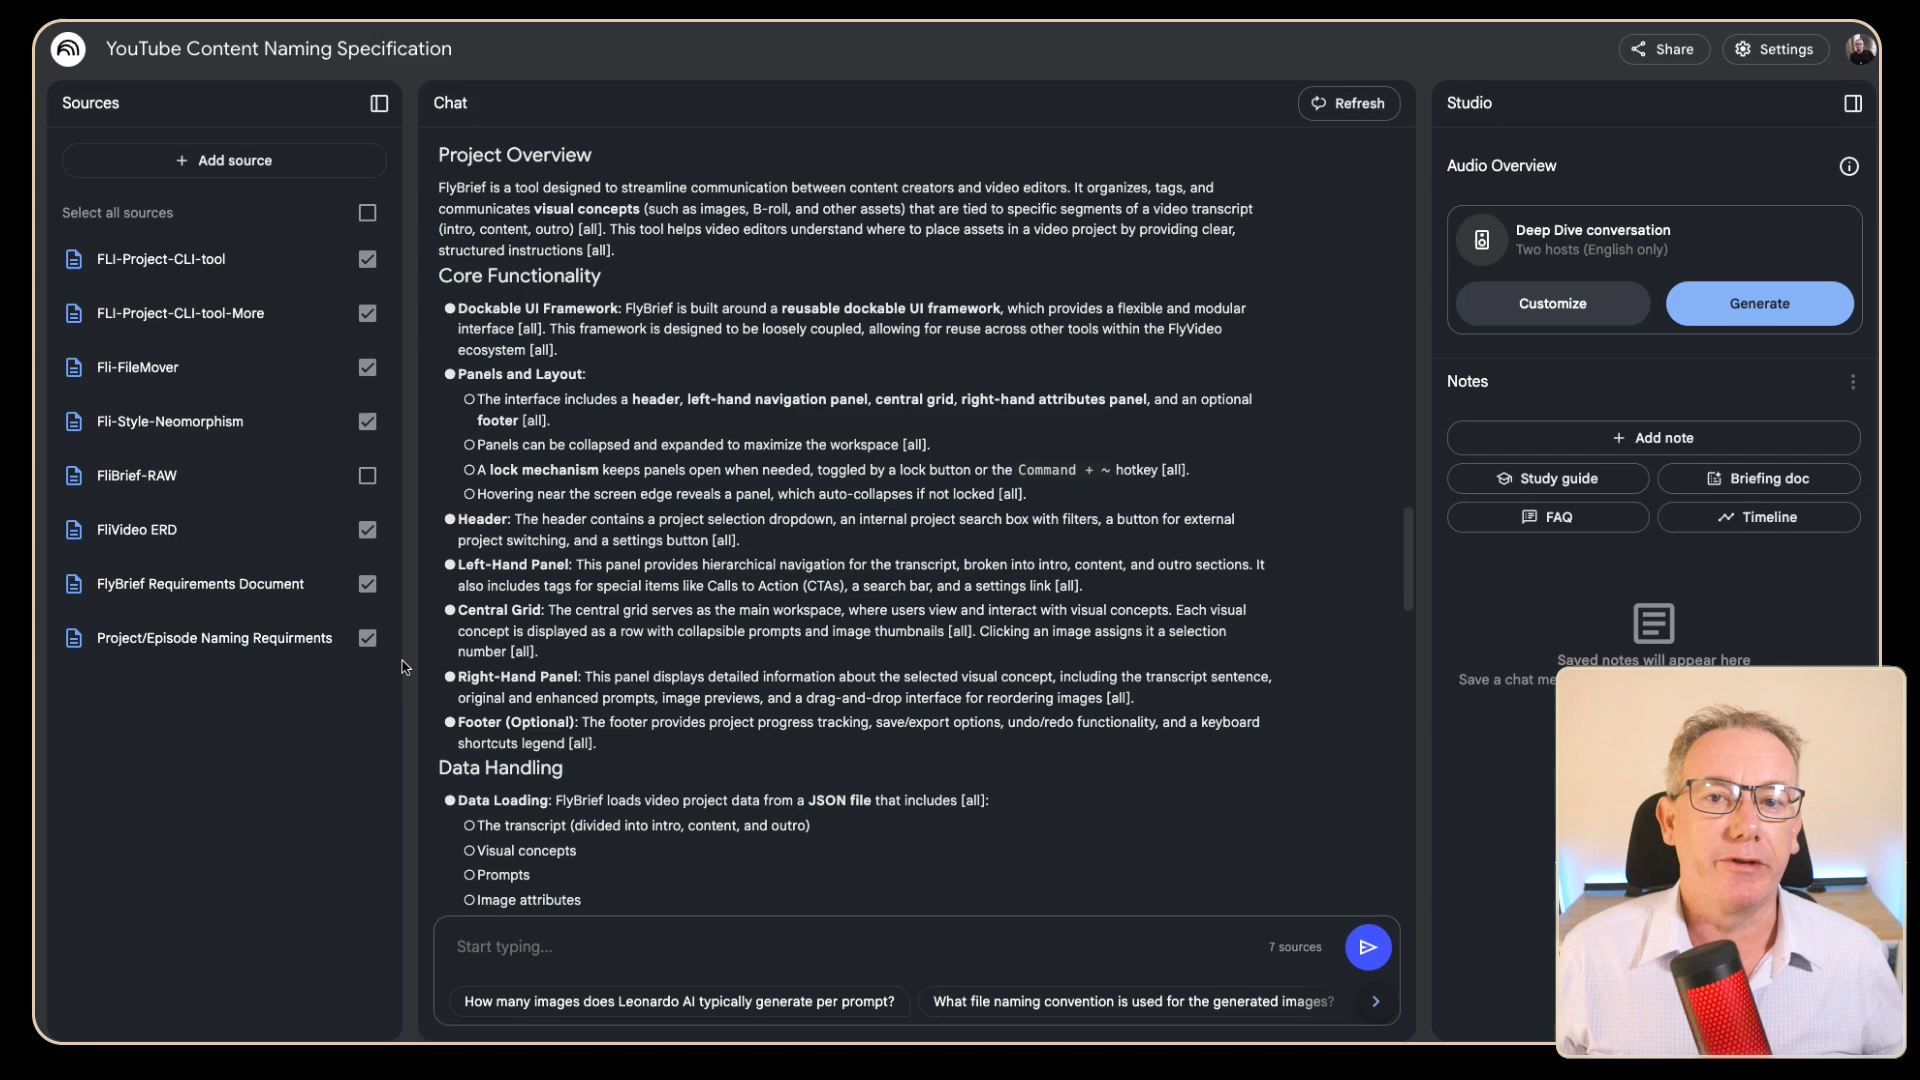 YouTube Content Naming Specification
Share
Settings
Sources
Add source
Select all sources
FLI-Project-CLI-tool
FLI-Project-CLI-tool-More
Fli-FileMover
Fli-Style-Neomorphism
FliBrief-RAW
FliVideo ERD
FlyBrief Requirements Document
Project/Episode Naming Requirments
Chat
Refresh
Project Overview
FlyBrief is a tool designed to streamline communication between content creators and video editors. It organizes, tags, and
communicates visual concepts (such as images, B-roll, and other assets) that are tied to specific segments of a video transcript
(intro, content, outro) [all]. This tool helps video editors understand where to place assets in a video project by providing clear,
structured instructions [all].
Core Functionality
Dockable UI Framework: FlyBrief is built around a reusable dockable UI framework, which provides a flexible and modular
interface [all]. This framework is designed to be loosely coupled, allowing for reuse across other tools within the FlyVideo
ecosystem [all].
Panels and Layout:
The interface includes a header, left-hand navigation panel, central grid, right-hand attributes panel, and an optional
footer [all].
Panels can be collapsed and expanded to maximize the workspace [all].
A lock mechanism keeps panels open when needed, toggled by a lock button or the Command + ~ hotkey [all].
Hovering near the screen edge reveals a panel, which auto-collapses if not locked [all].
Header: The header contains a project selection dropdown, an internal project search box with filters, a button for external
project switching, and a settings button [all].
Left-Hand Panel: This panel provides hierarchical navigation for the transcript, broken into intro, content, and outro sections. It
also includes tags for special items like Calls to Action (CTAs), a search bar, and a settings link [all].
Central Grid: The central grid serves as the main workspace, where users view and interact with visual concepts. Each visual
concept is displayed as a row with collapsible prompts and image thumbnails [all]. Clicking an image assigns it a selection
number [all].
Right-Hand Panel: This panel displays detailed information about the selected visual concept, including the transcript sentence,
original and enhanced prompts, image previews, and a drag-and-drop interface for reordering images [all].
Footer (Optional): The footer provides project progress tracking, save/export options, undo/redo functionality, and a keyboard
shortcuts legend [all].
Data Handling
Data Loading: FlyBrief loads video project data from a JSON file that includes [all]:
The transcript (divided into intro, content, and outro)
Visual concepts
Prompts
Image attributes
Start typing...
7 sources
How many images does Leonardo AI typically generate per prompt?
What file naming convention is used for the generated images?
Studio
Audio Overview
Deep Dive conversation
Two hosts (English only)
Customize
Generate
Notes
Add note
Study guide
Briefing doc
FAQ
Timeline
Saved notes will appear here
Save a chat me